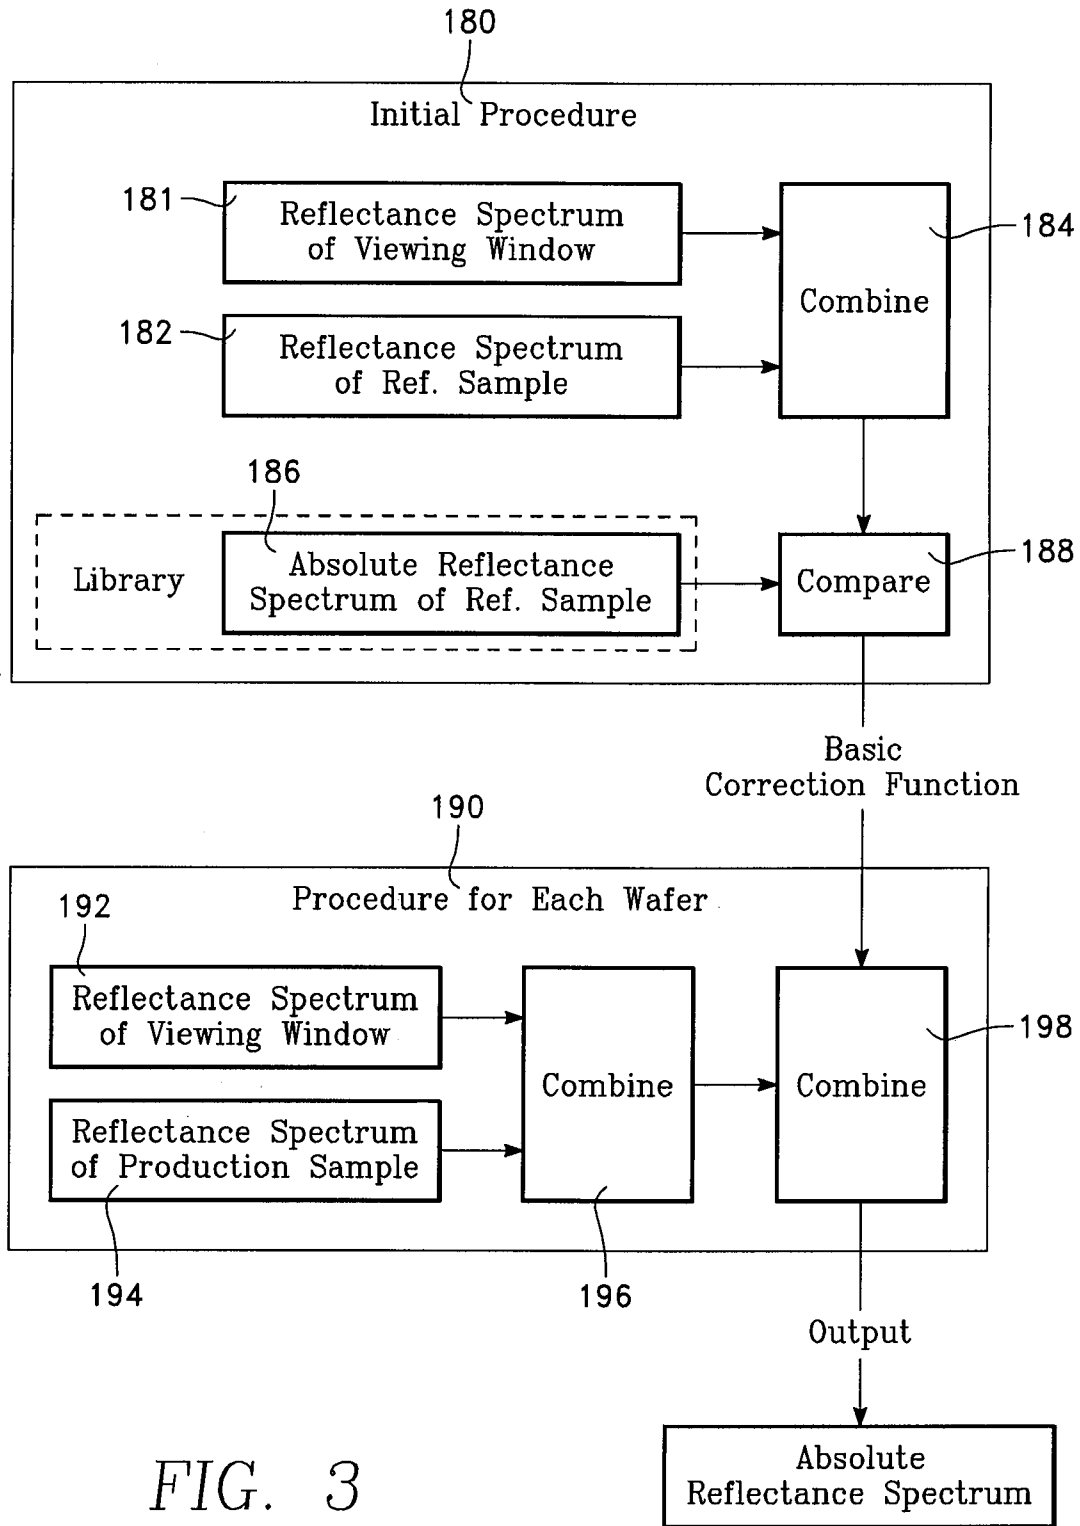 180
Initial Procedure
181
Reflectance Spectrum
of Viewing Window
184
Combine
182
Reflectance Spectrum
of Ref. Sample
186
Library
Absolute Reflectance
Spectrum of Ref. Sample
188
Compare
Basic
Correction Function
190
Procedure for Each Wafer
192
Reflectance Spectrum
of Viewing Window
198
Combine
Combine
Reflectance Spectrum
of Production Sample
194
196
Output
Absolute
Reflectance Spectrum
FIG. 3